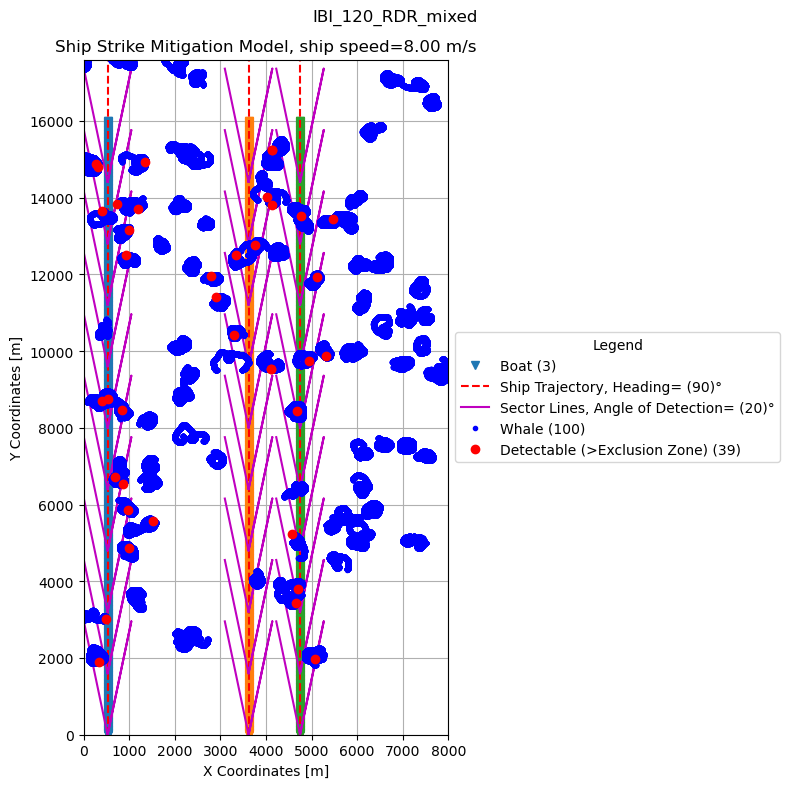 IBI_120_RDR_mixed
Ship Strike Mitigation Model, ship speed=8.00 m/s
16000
14000
12000
10000
8000
6000
4000
2000
0
Y Coordinates [m]
0 1000 2000 3000 4000 5000 6000 7000 8000
X Coordinates [m]
Legend
Boat (3)
Ship Trajectory, Heading= (90)°
Sector Lines, Angle of Detection= (20)°
Whale (100)
Detectable (>Exclusion Zone) (39)